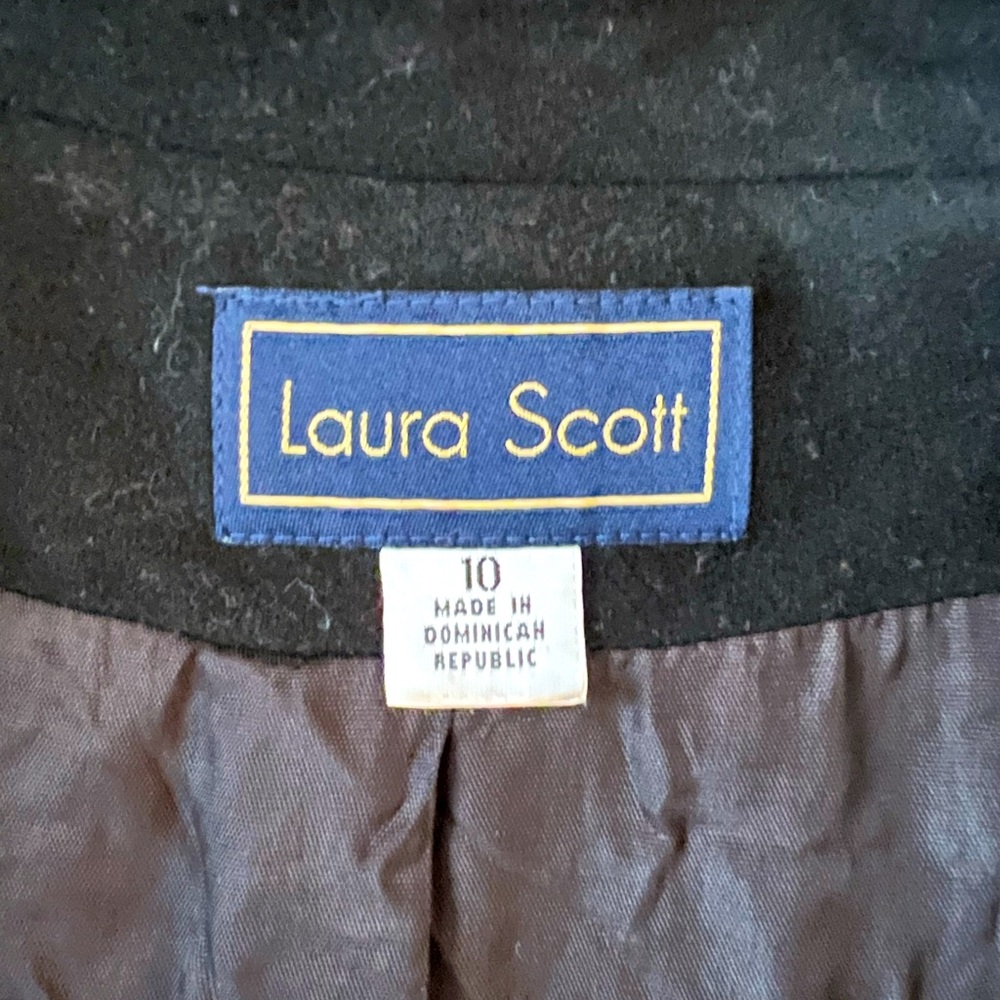 Laura Scott
10
MADE IN
DOMINICAN
REPUBLIC